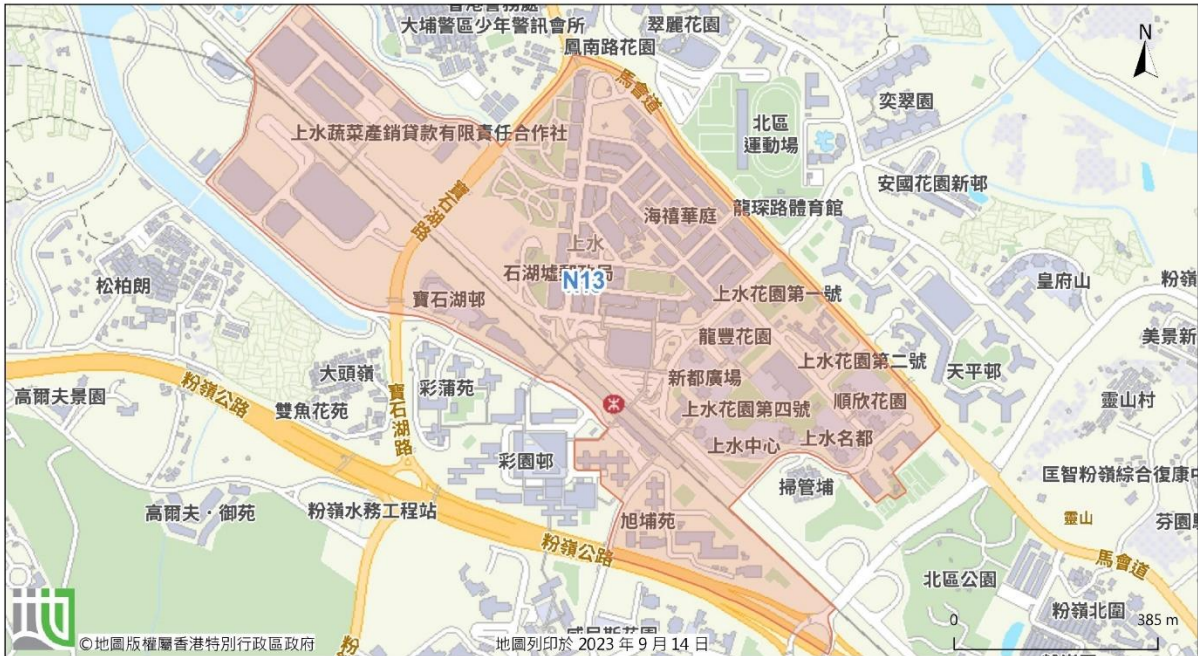 大埔警區少年警訊會所
翠麗花園
鳳南路花園
N
馬會道
奕翠園
北區
運動場
上水蔬菜產銷貸款有限責任合作社
安國花園新邨
寶石湖路
海禧華庭
龍琛路體育館
上水
石湖墟郵政局
N13
松柏朗
寶石湖邨
上水花園第一號
皇府山
粉嶺
龍豐花園
美景新
大頭嶺
上水花園第二號
天平邨
粉嶺公路
彩蒲苑
新都廣場
高爾夫景園
雙魚花苑
寶石湖路
上水花園第四號
順欣花園
靈山村
上水中心
上水名都
彩園邨
掃管埔
匡智粉嶺綜合復康中
高爾夫・御苑
粉嶺水務工程站
旭埔苑
靈山
芬園
粉嶺公路
馬會道
北區公園
粉嶺北圍
0
385 m
©地圖版權屬香港特別行政區政府
地圖列印於 2023 年 9 月 14 日